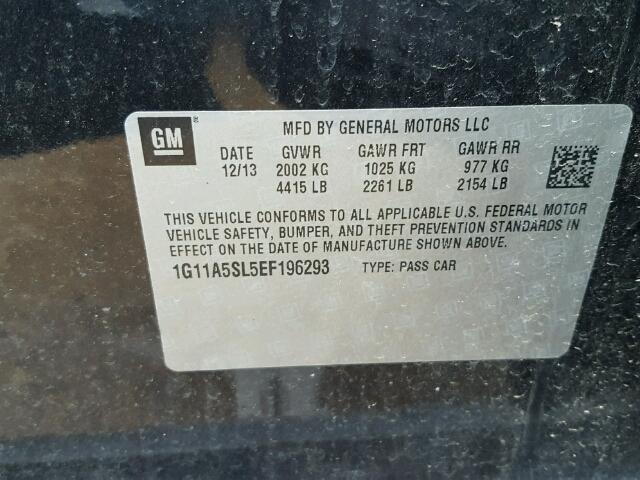 GM ®
MFD BY GENERAL MOTORS LLC
DATE GVWR GAWR FRT GAWR RR
12/13 2002 KG 1025 KG 977 KG
4415 LB 2261 LB 2154 LB
THIS VEHICLE CONFORMS TO ALL APPLICABLE U.S. FEDERAL MOTOR
VEHICLE SAFETY, BUMPER, AND THEFT PREVENTION STANDARDS IN
EFFECT ON THE DATE OF MANUFACTURE SHOWN ABOVE.
1G11A5SL5EF196293 TYPE: PASS CAR